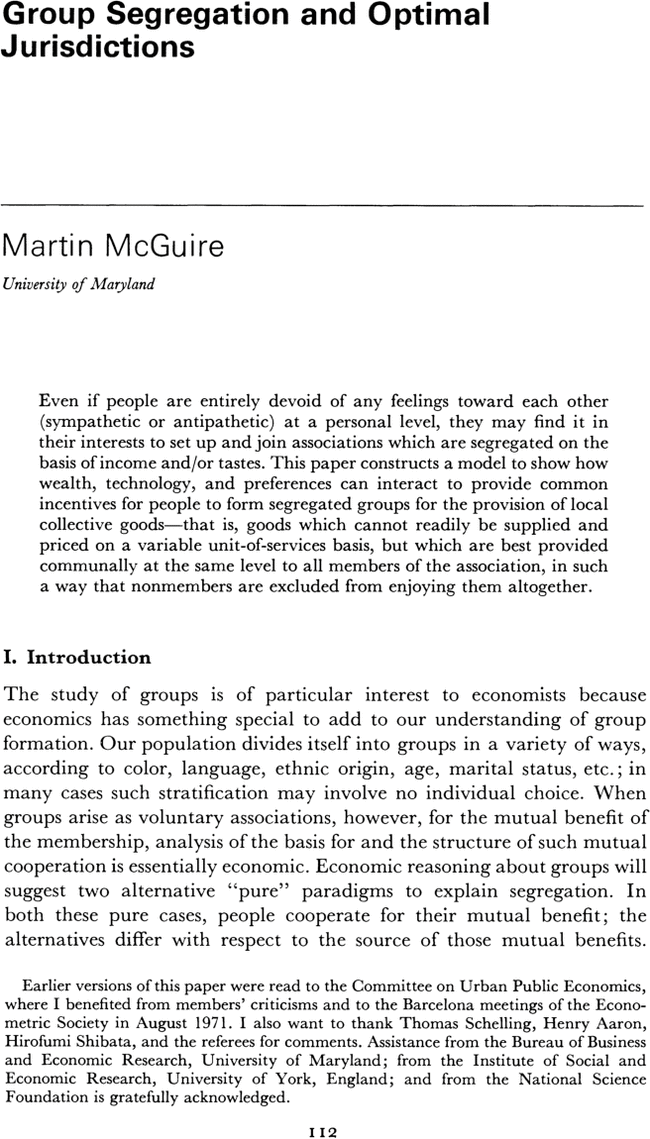 Group Segregation and Optimal
Jurisdictions
Martin McGuire
University of Maryland
Even if people are entirely devoid of any feelings toward each other
(sympathetic or antipathetic) at a personal level, they may find it in
their interests to set up and join associations which are segregated on the
basis of income and/or tastes. This paper constructs a model to show how
wealth, technology, and preferences can interact to provide common
incentives for people to form segregated groups for the provision of local
collective goods—that is, goods which cannot readily be supplied and
priced on a variable unit-of-services basis, but which are best provided
communally at the same level to all members of the association, in such
a way that nonmembers are excluded from enjoying them altogether.
I. Introduction
The study of groups is of particular interest to economists because
economics has something special to add to our understanding of group
formation. Our population divides itself into groups in a variety of ways,
according to color, language, ethnic origin, age, marital status, etc.; in
many cases such stratification may involve no individual choice. When
groups arise as voluntary associations, however, for the mutual benefit of
the membership, analysis of the basis for and the structure of such mutual
cooperation is essentially economic. Economic reasoning about groups will
suggest two alternative “pure” paradigms to explain segregation. In
both these pure cases, people cooperate for their mutual benefit; the
alternatives differ with respect to the source of those mutual benefits.
Earlier versions of this paper were read to the Committee on Urban Public Economics,
where I benefited from members’ criticisms and to the Barcelona meetings of the Econo-
metric Society in August 1971. I also want to thank Thomas Schelling, Henry Aaron,
Hirofumi Shibata, and the referees for comments. Assistance from the Bureau of Business
and Economic Research, University of Maryland; from the Institute of Social and
Economic Research, University of York, England; and from the National Science
Foundation is gratefully acknowledged.
112